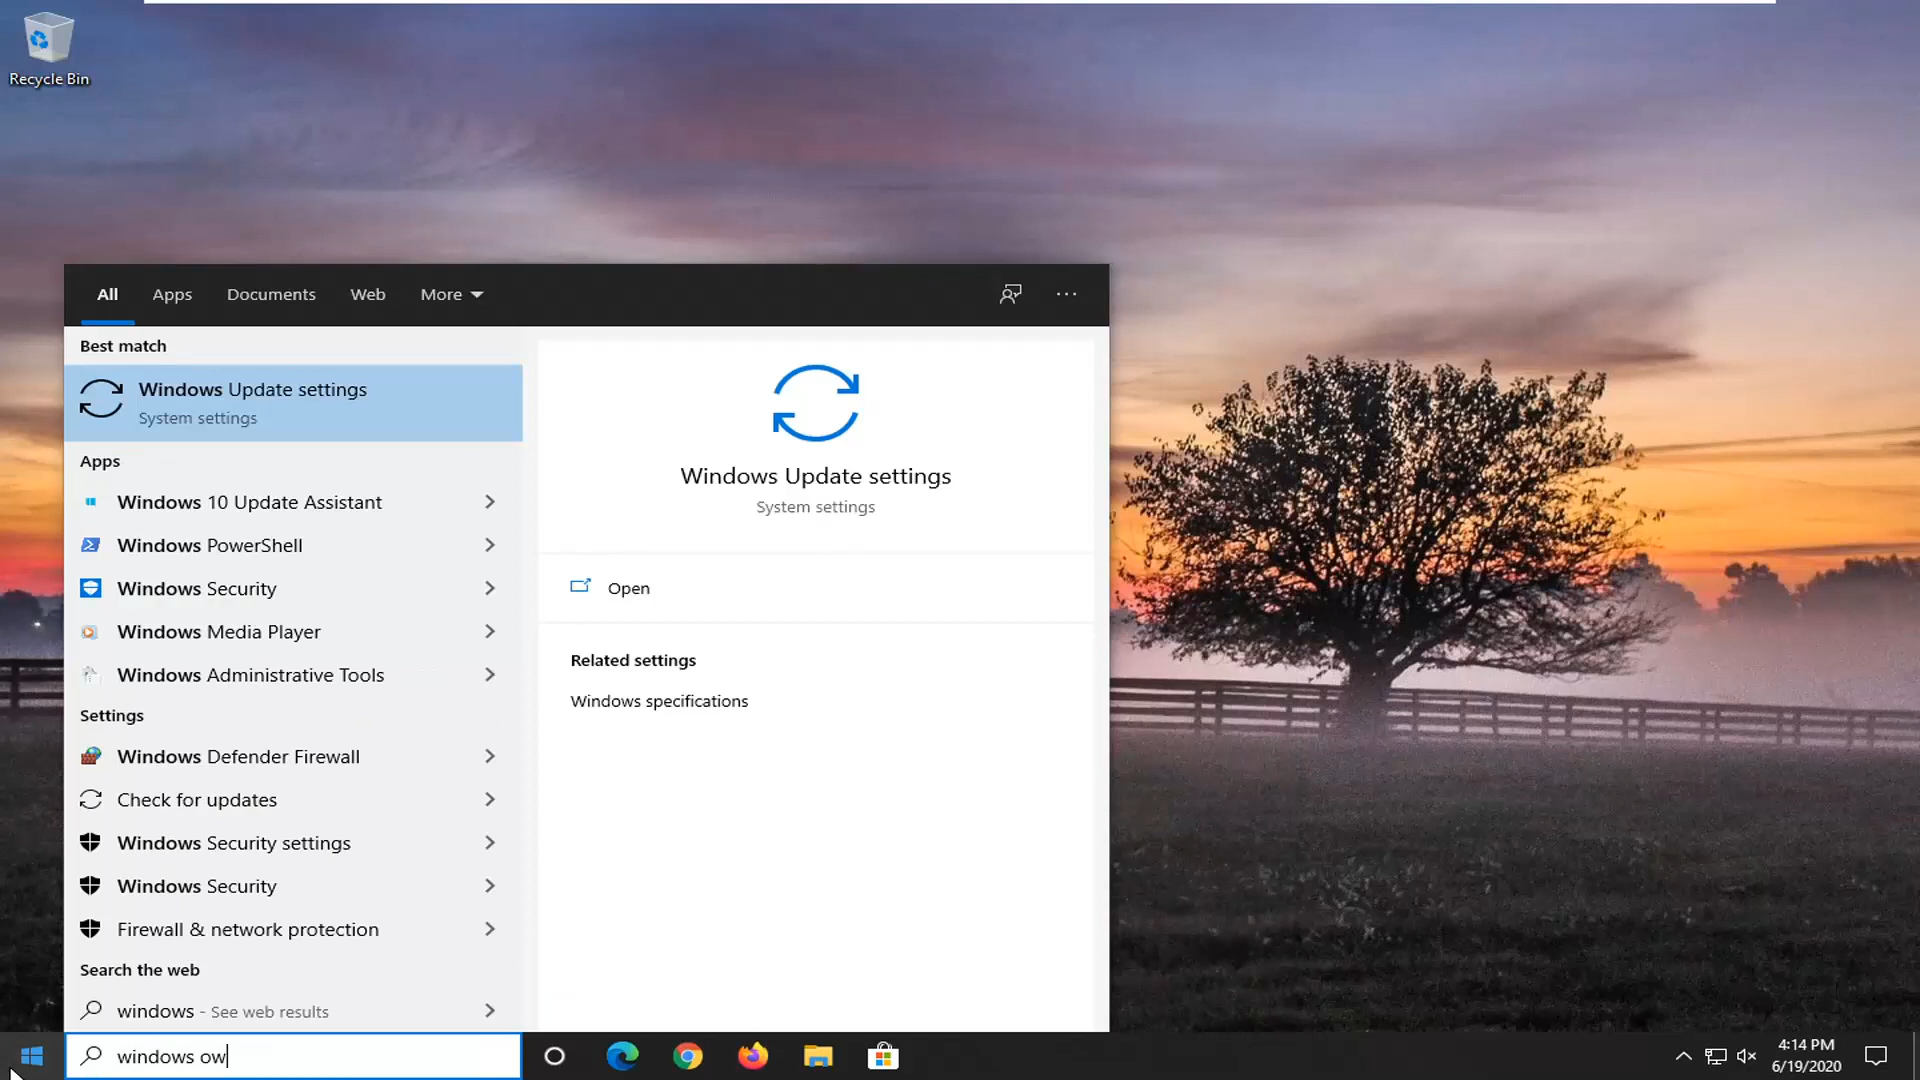 Recycle Bin
All Apps Documents Web More
Best match
Windows Update settings
System settings
Apps
Windows 10 Update Assistant
Windows PowerShell
Windows Security
Windows Media Player
Windows Administrative Tools
Settings
Windows Defender Firewall
Check for updates
Windows Security settings
Windows Security
Firewall & network protection
Search the web
windows - See web results
windows ow
Windows Update settings
System settings
Open
Related settings
Windows specifications
4:14 PM
6/19/2020